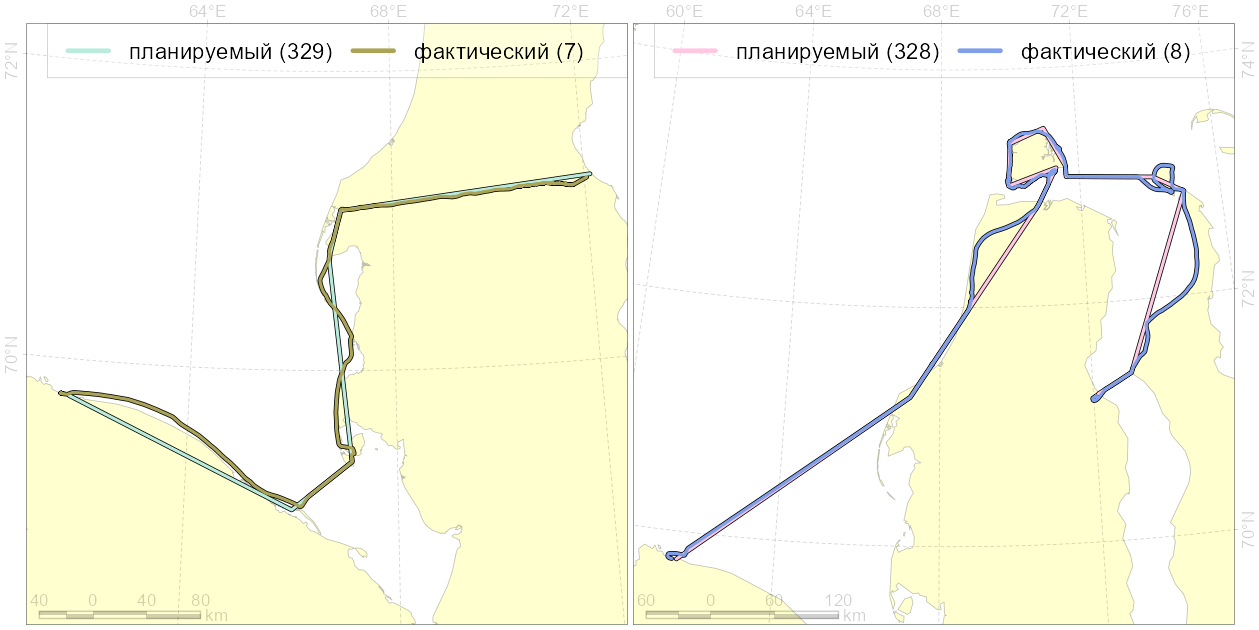 64°E 68°E 72°E
60°E 64°E 68°E 72°E 76°E
планируемый (329) фактический (7)
планируемый (328) фактический (8)
72°N
70°N
74°N
72°N
70°N
40 0 40 80 km
60 0 60 120 km